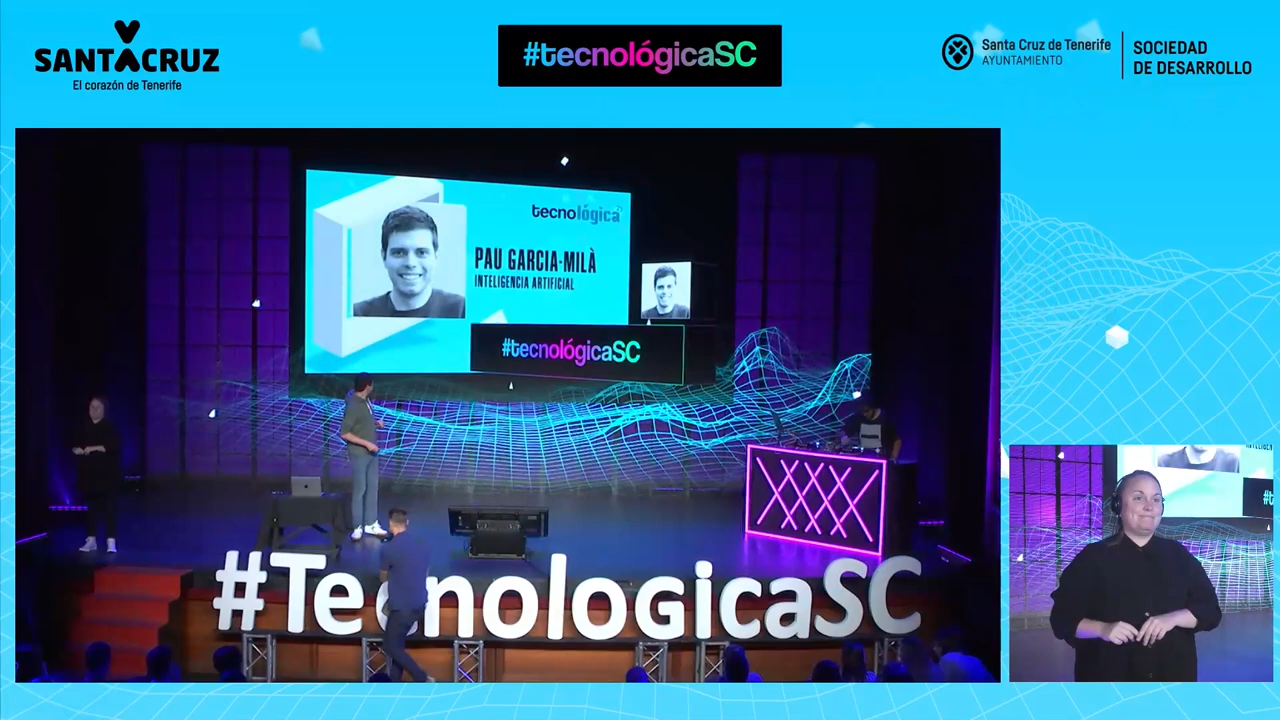 SANTACRUZ
El corazón de Tenerife
#tecnológicaSC
Santa Cruz de Tenerife
AYUNTAMIENTO
SOCIEDAD
DE DESARROLLO
tecnológica
PAU GARCIA-MILÀ
INTELIGENCIA ARTIFICIAL
#tecnológicaSC
#TecnologicaSC
#t